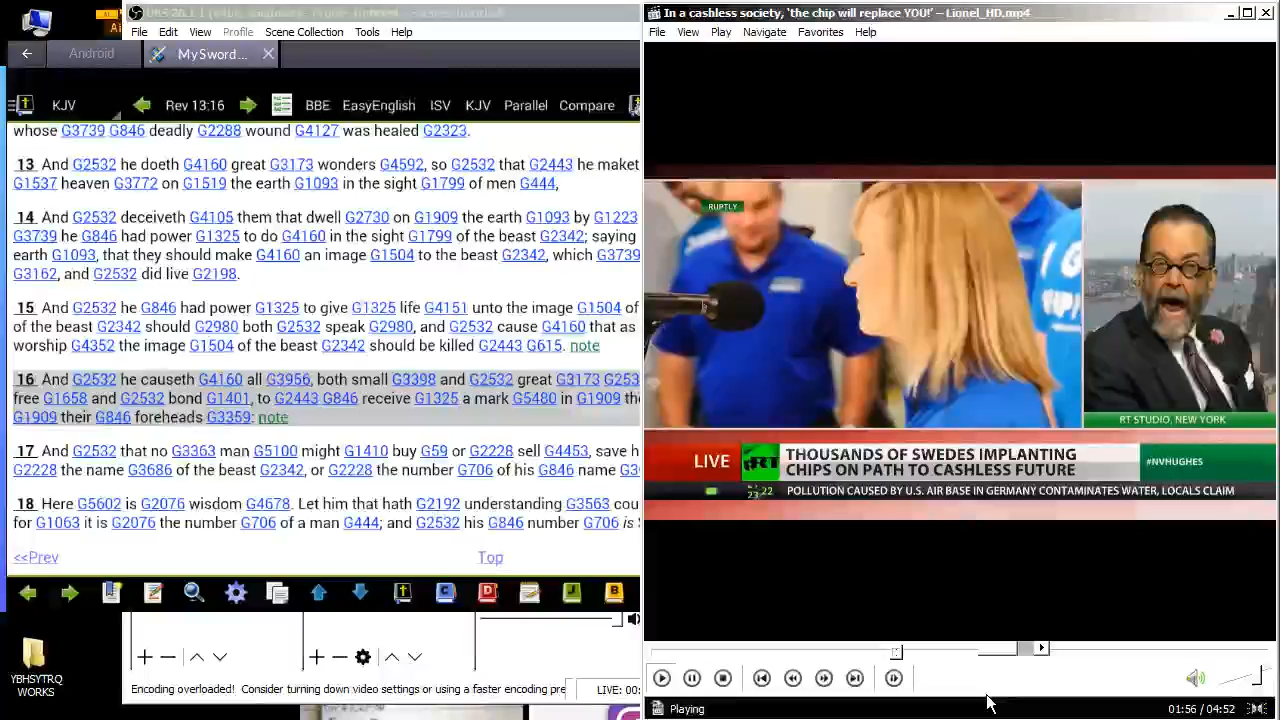 File Edit View Profile Scene Collection Tools Help
Android
MySword...
KJV
Rev 13:16
BBE EasyEnglish ISV KJV Parallel Compare
whose G3739 G846 deadly G2288 wound G4127 was healed G2323.
13 And G2532 he doeth G4160 great G3173 wonders G4592, so G2532 that G2443 he maket
G1537 heaven G3772 on G1519 the earth G1093 in the sight G1799 of men G444,
14 And G2532 deceiveth G4105 them that dwell G2730 on G1909 the earth G1093 by G1223
G3739 he G846 had power G1325 to do G4160 in the sight G1799 of the beast G2342; saying
earth G1093, that they should make G4160 an image G1504 to the beast G2342, which G3739
G3162, and G2532 did live G2198.
15 And G2532 he G846 had power G1325 to give G1325 life G4151 unto the image G1504 of
of the beast G2342 should G2980 both G2532 speak G2980, and G2532 cause G4160 that as
worship G4352 the image G1504 of the beast G2342 should be killed G2443 G615. note
16 And G2532 he causeth G4160 all G3956, both small G3398 and G2532 great G3173 G253
free G1658 and G2532 bond G1401, to G2443 G846 receive G1325 a mark G5480 in G1909 the
G1909 their G846 foreheads G3359: note
17 And G2532 that no G3363 man G5100 might G1410 buy G59 or G2228 sell G4453, save h
G2228 the name G3686 of the beast G2342, or G2228 the number G706 of his G846 name G3
18 Here G5602 is G2076 wisdom G4678. Let him that hath G2192 understanding G3563 cou
for G1063 it is G2076 the number G706 of a man G444; and G2532 his G846 number G706 is
<<Prev
Top
C D J B
YBHSYTRQ
WORKS
Encoding overloaded! Consider turning down video settings or using a faster encoding pre
LIVE: 00:
In a cashless society, 'the chip will replace YOU!' – Lionel_HD.mp4
File View Play Navigate Favorites Help
RUPTLY
RT STUDIO, NEW YORK
LIVE
RT
THOUSANDS OF SWEDES IMPLANTING
CHIPS ON PATH TO CASHLESS FUTURE
#NVHUGHES
23:22
POLLUTION CAUSED BY U.S. AIR BASE IN GERMANY CONTAMINATES WATER, LOCALS CLAIM
Playing
01:56 / 04:52